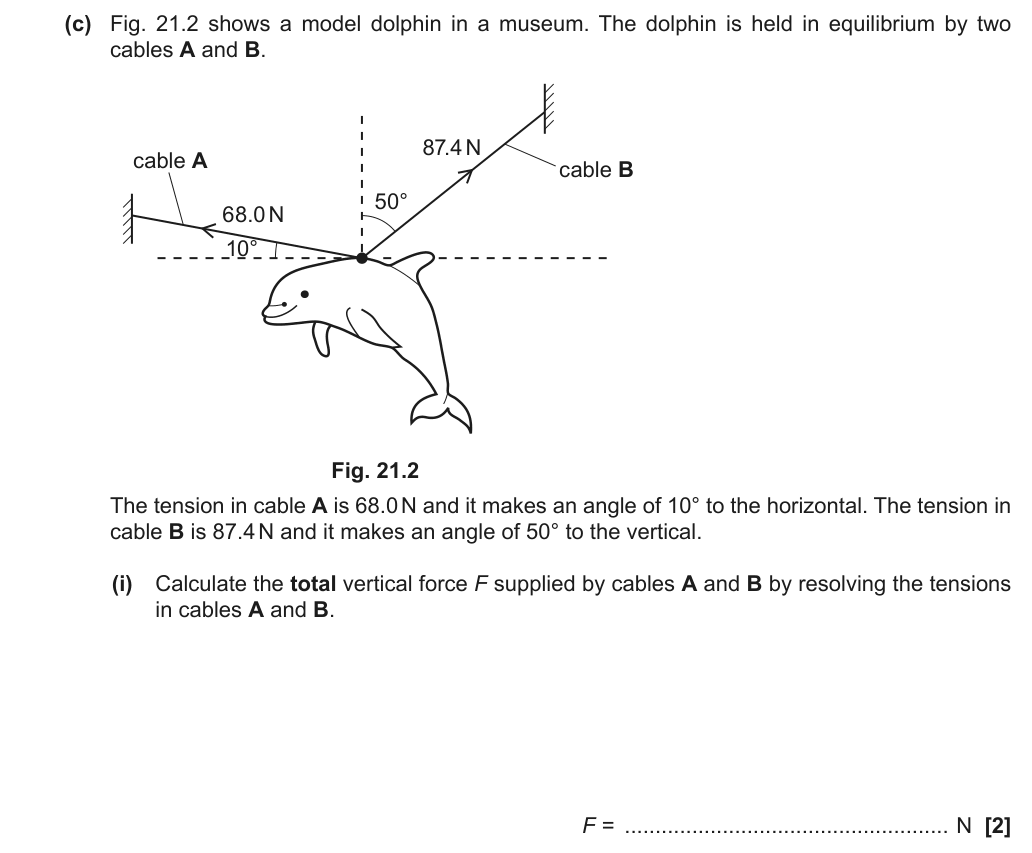 (c) Fig. 21.2 shows a model dolphin in a museum. The dolphin is held in equilibrium by two
cables A and B.
87.4 N
cable A
cable B
50°
68.0 N
10°
Fig. 21.2
The tension in cable A is 68.0 N and it makes an angle of 10° to the horizontal. The tension in
cable B is 87.4 N and it makes an angle of 50° to the vertical.
(i) Calculate the total vertical force F supplied by cables A and B by resolving the tensions
in cables A and B.
F = ..................................................... N [2]